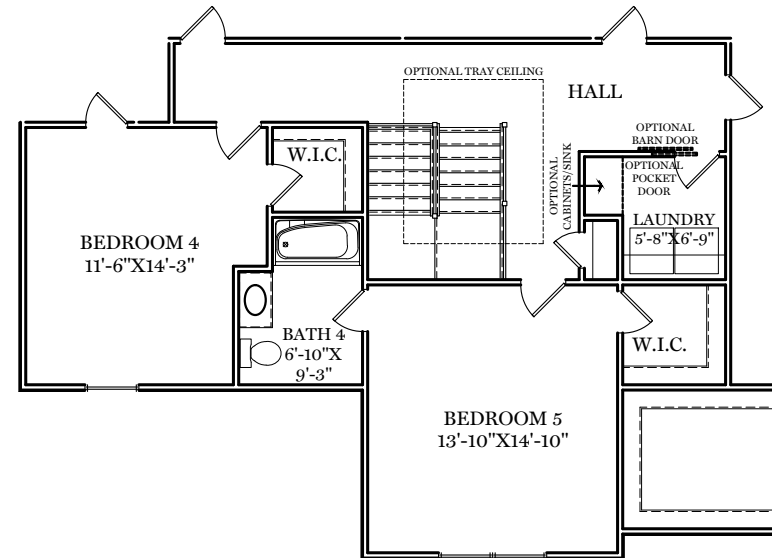 OPTIONAL TRAY CEILING
HALL
OPTIONAL
BARN DOOR
OPTIONAL
POCKET
DOOR
OPTIONAL
CABINETS/SINK
W.I.C.
LAUNDRY
5'-8"X6'-9"
BEDROOM 4
11'-6"X14'-3"
BATH 4
6'-10"X
9'-3"
W.I.C.
BEDROOM 5
13'-10"X14'-10"